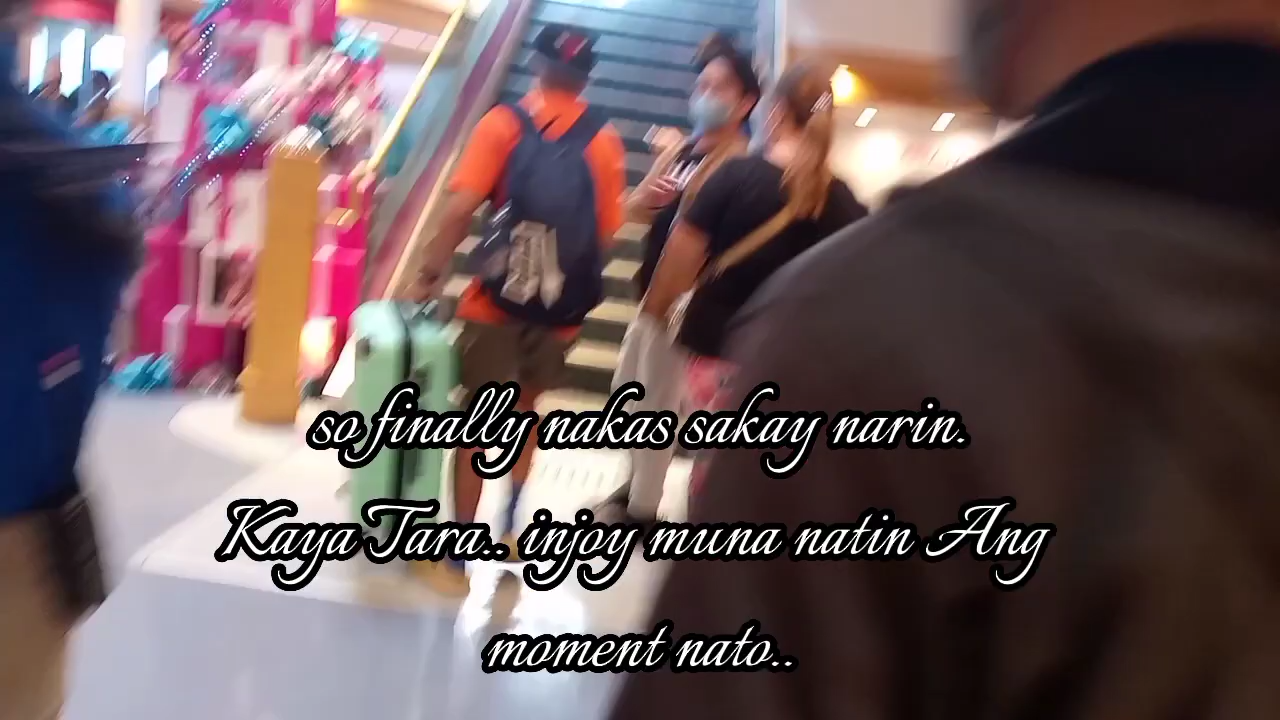 so finally nakas sakay narin.
Kaya Tara.. injoy muna natin Ang
moment nato..